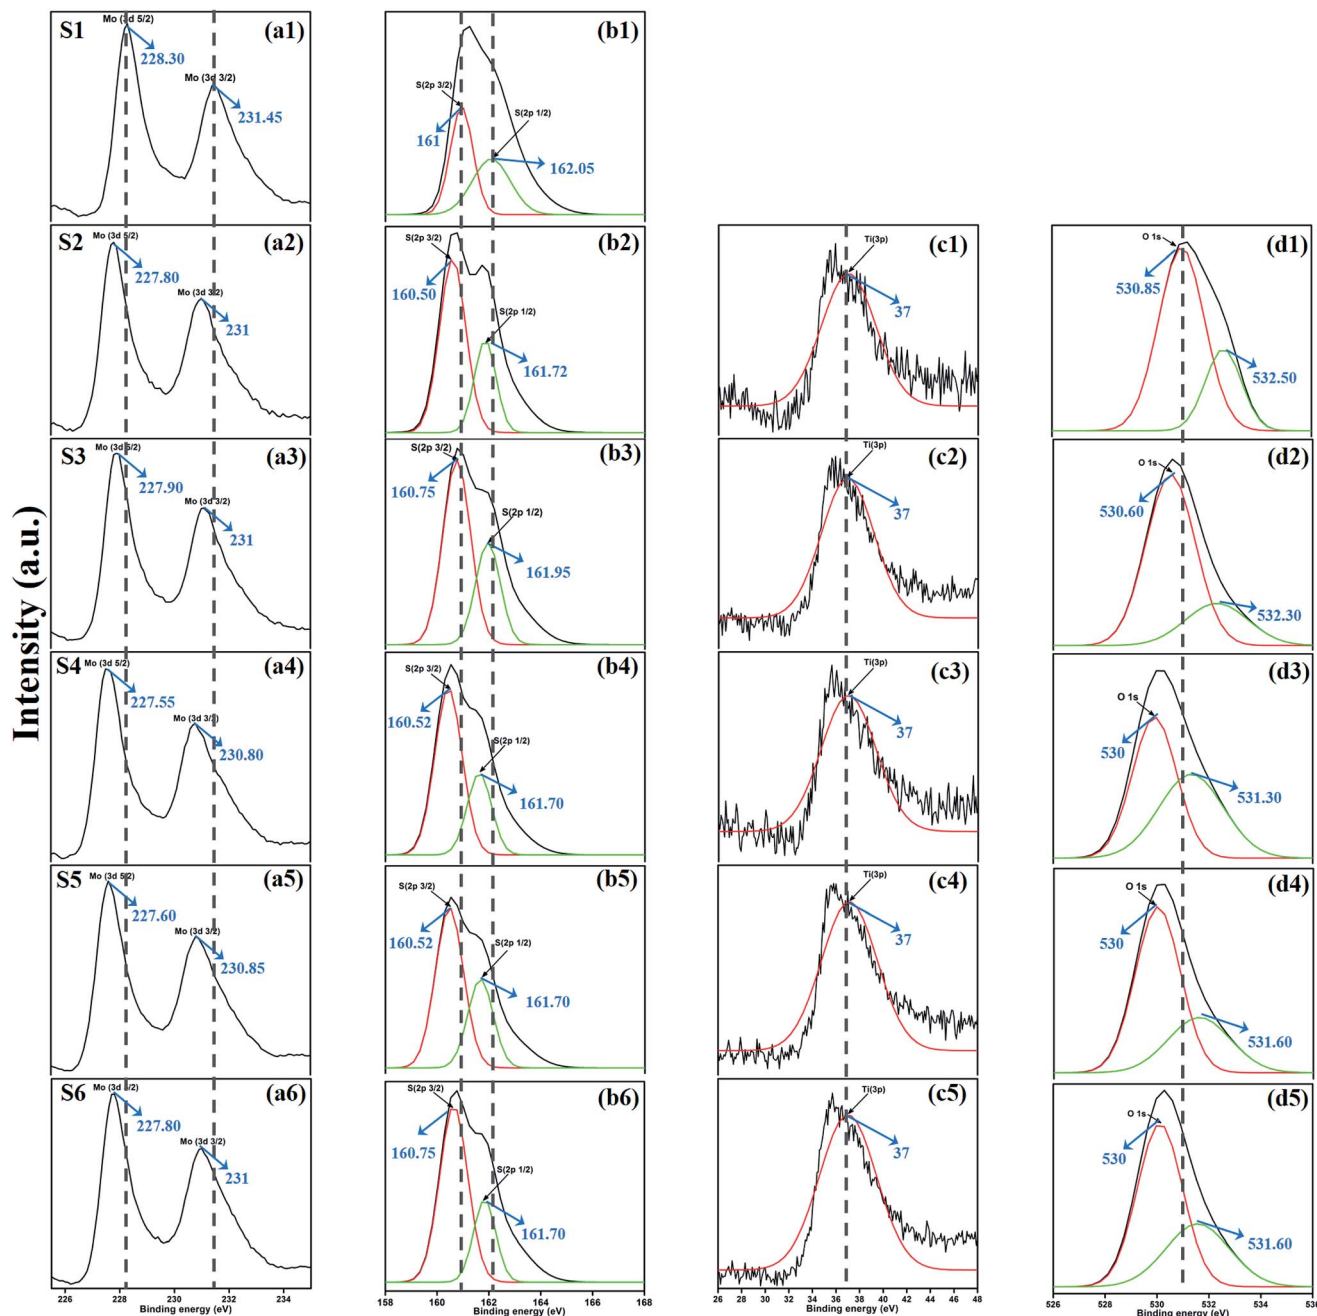 Intensity (a.u.)
S1
Mo (3d 5/2)
(a1)
228.30
Mo (3d 3/2)
231.45
(b1)
S(2p 3/2)
161
S(2p 1/2)
162.05
S2
Mo (3d 5/2)
(a2)
227.80
Mo (3d 3/2)
231
S(2p 3/2)
(b2)
160.50
S(2p 1/2)
161.72
Ti(3p)
(c1)
37
O 1s
(d1)
530.85
532.50
S3
Mo (3d 5/2)
(a3)
227.90
Mo (3d 3/2)
231
S(2p 3/2)
(b3)
160.75
S(2p 1/2)
161.95
Ti(3p)
(c2)
37
O 1s
(d2)
530.60
532.30
S4
Mo (3d 5/2)
(a4)
227.55
Mo (3d 3/2)
230.80
S(2p 3/2)
(b4)
160.52
S(2p 1/2)
161.70
Ti(3p)
(c3)
37
O 1s
(d3)
530
531.30
S5
Mo (3d 5/2)
(a5)
227.60
Mo (3d 3/2)
230.85
S(2p 3/2)
(b5)
160.52
S(2p 1/2)
161.70
Ti(3p)
(c4)
37
O 1s
(d4)
530
531.60
S6
Mo (3d 5/2)
(a6)
227.80
Mo (3d 3/2)
231
S(2p 3/2)
(b6)
160.75
S(2p 1/2)
161.70
Ti(3p)
(c5)
37
O 1s
(d5)
530
531.60
226 228 230 232 234
Binding energy (eV)
158 160 162 164 166 168
Binding energy (eV)
26 28 30 32 34 36 38 40 42 44 46 48
Binding energy (eV)
526 528 530 532 534
Binding energy (eV)